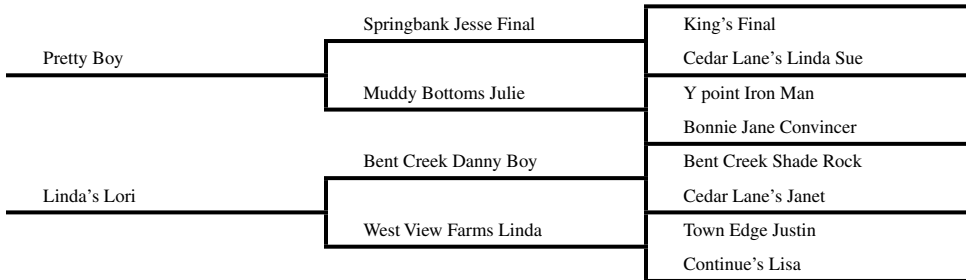 Springbank Jesse Final
King's Final
Pretty Boy
Cedar Lane's Linda Sue
Muddy Bottoms Julie
Y point Iron Man
Bonnie Jane Convincer
Bent Creek Danny Boy
Bent Creek Shade Rock
Linda's Lori
Cedar Lane's Janet
West View Farms Linda
Town Edge Justin
Continue's Lisa